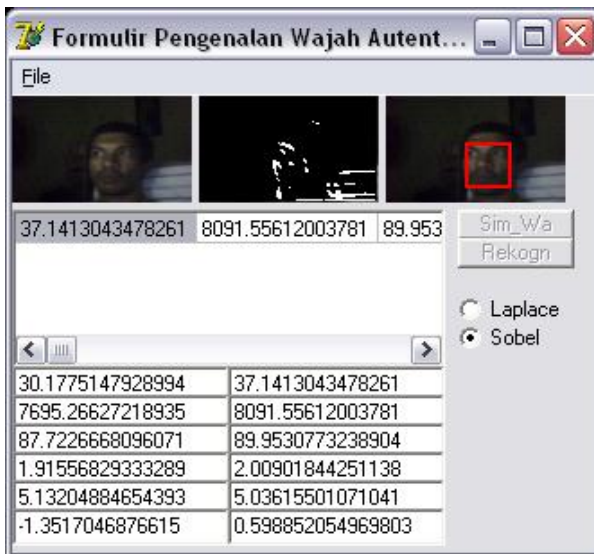 Formulir Pengenalan Wajah Autent...
File
37.1413043478261 8091.55612003781 89.953
Sim_Wa
Rekogn
Laplace
Sobel
30.1775147928994 37.1413043478261
7695.26627218935 8091.55612003781
87.7226668096071 89.9530773238904
1.91556829333289 2.00901844251138
5.13204884654393 5.03615501071041
-1.3517046876615 0.598852054969803